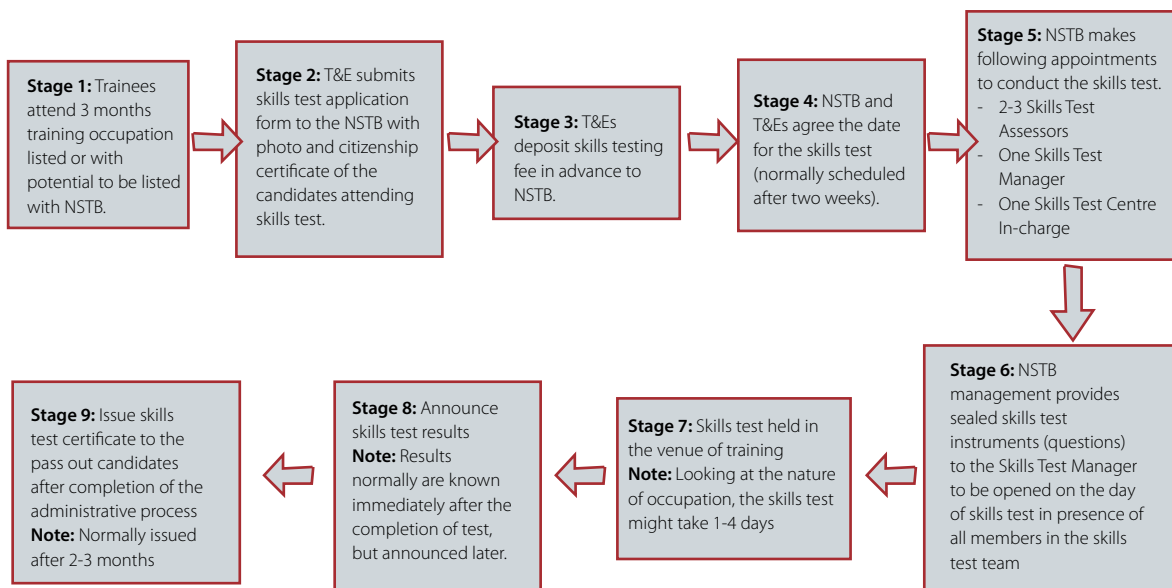 Stage 1: Trainees
attend 3 months
training occupation
listed or with
potential to be listed
with NSTB.
Stage 2: T&E submits
skills test application
form to the NSTB with
photo and citizenship
certificate of the
candidates attending
skills test.
Stage 3: T&Es
deposit skills testing
fee in advance to
NSTB.
Stage 4: NSTB and
T&Es agree the date
for the skills test
(normally scheduled
after two weeks).
Stage 5: NSTB makes
following appointments
to conduct the skills test.
- 2-3 Skills Test
Assessors
- One Skills Test
Manager
- One Skills Test Centre
In-charge
Stage 6: NSTB
management provides
sealed skills test
instruments (questions)
to the Skills Test Manager
to be opened on the day
of skills test in presence of
all members in the skills
test team
Stage 7: Skills test held in
the venue of training
Note: Looking at the nature
of occupation, the skills test
might take 1-4 days
Stage 8: Announce
skills test results
Note: Results
normally are known
immediately after the
completion of test,
but announced later.
Stage 9: Issue skills
test certificate to the
pass out candidates
after completion of the
administrative process
Note: Normally issued
after 2-3 months